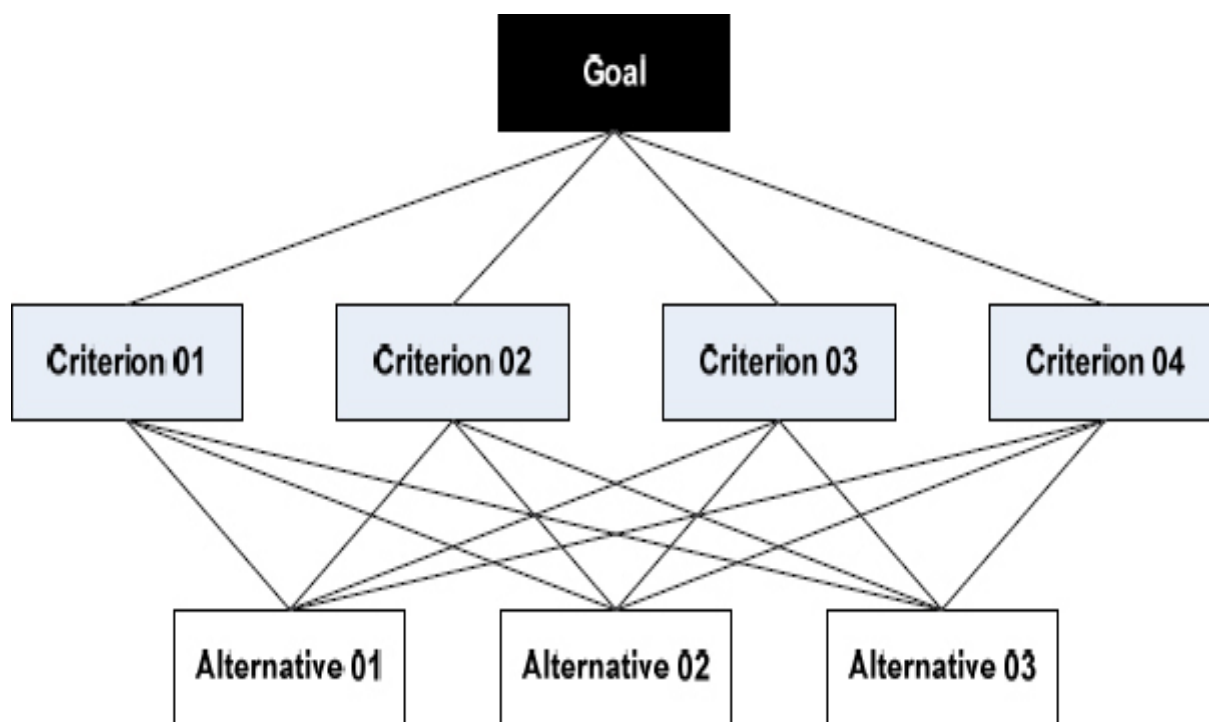 Goal
Criterion 01
Criterion 02
Criterion 03
Criterion 04
Alternative 01
Alternative 02
Alternative 03